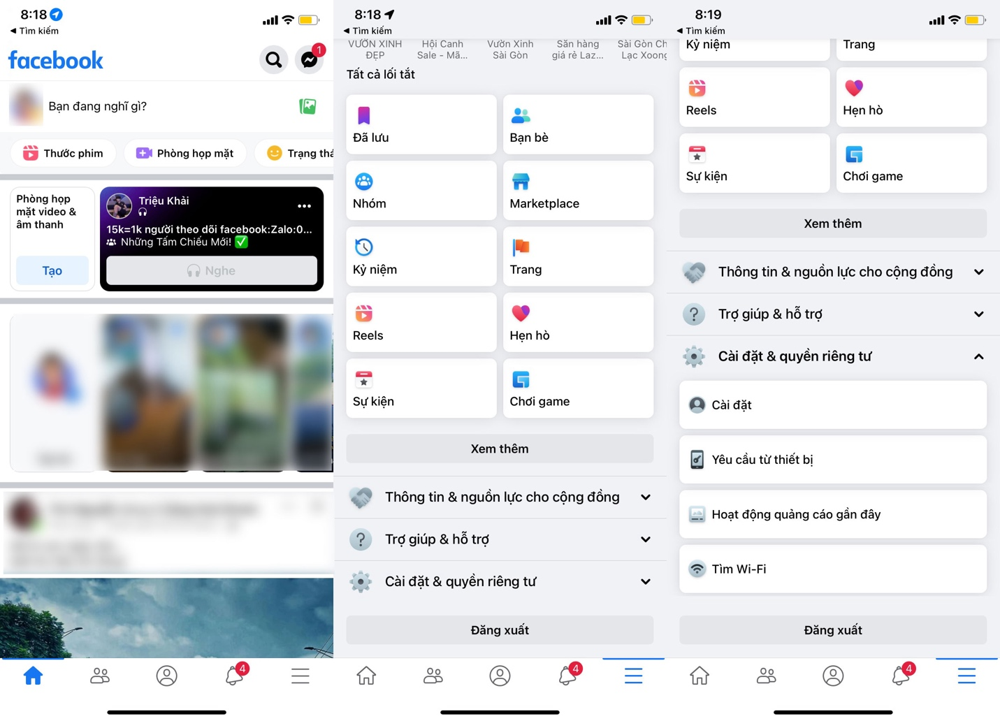 8:18
◀ Tìm kiếm
facebook
1
Bạn đang nghĩ gì?
Thước phim
Phòng họp mặt
Trạng thá
Phòng họp
mặt video &
âm thanh
Tạo
Triệu Khải
15k=1k người theo dõi facebook:Zalo:0...
Những Tấm Chiếu Mới! ✅
Nghe
4
8:18
◀ Tìm kiếm
VƯỜN XINH
ĐẸP
Hội Canh
Sale - Mã...
Vườn Xinh
Sài Gòn
Săn hàng
giá rẻ Laz...
Sài Gòn Ch
Lạc Xoong
Tất cả lối tắt
Đã lưu
Bạn bè
Nhóm
Marketplace
Kỷ niệm
Trang
Reels
Hẹn hò
Sự kiện
Chơi game
Xem thêm
Thông tin & nguồn lực cho cộng đồng
Trợ giúp & hỗ trợ
Cài đặt & quyền riêng tư
Đăng xuất
4
8:19
◀ Tìm kiếm
Kỷ niệm
Trang
Reels
Hẹn hò
Sự kiện
Chơi game
Xem thêm
Thông tin & nguồn lực cho cộng đồng
Trợ giúp & hỗ trợ
Cài đặt & quyền riêng tư
Cài đặt
Yêu cầu từ thiết bị
Hoạt động quảng cáo gần đây
Tìm Wi-Fi
Đăng xuất
4